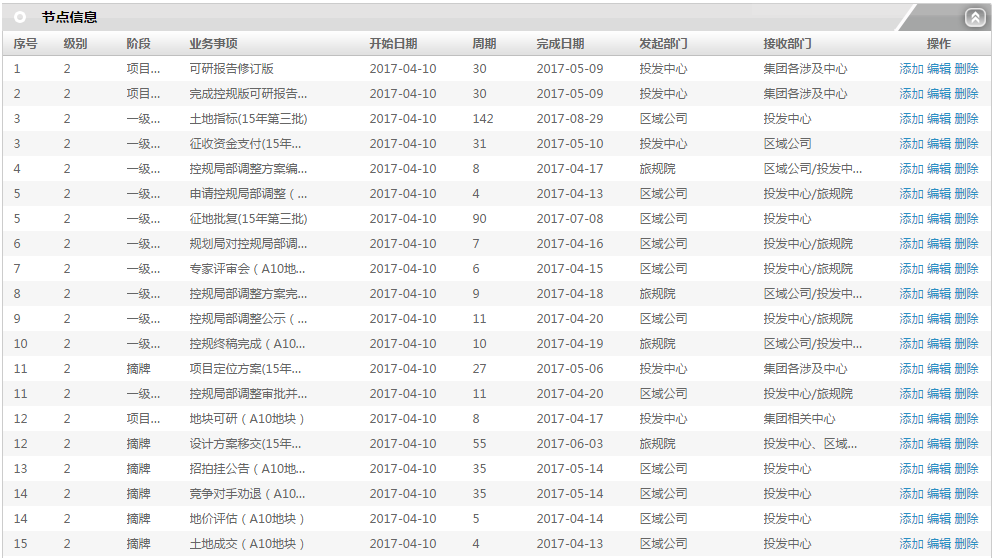 节点信息
序号 级别 阶段 业务事项 开始日期 周期 完成日期 发起部门 接收部门 操作
1 2 项目... 可研报告修订版 2017-04-10 30 2017-05-09 投发中心 集团各涉及中心 添加 编辑 删除
2 2 项目... 完成控规版可研报告... 2017-04-10 30 2017-05-09 投发中心 集团各涉及中心 添加 编辑 删除
3 2 一级... 土地指标(15年第三批) 2017-04-10 142 2017-08-29 区域公司 投发中心 添加 编辑 删除
3 2 一级... 征收资金支付(15年... 2017-04-10 31 2017-05-10 投发中心 区域公司 添加 编辑 删除
4 2 一级... 控规局部调整方案编... 2017-04-10 8 2017-04-17 旅规院 区域公司/投发中... 添加 编辑 删除
5 2 一级... 申请控规局部调整（... 2017-04-10 4 2017-04-13 区域公司 投发中心/旅规院 添加 编辑 删除
5 2 一级... 征地批复(15年第三批) 2017-04-10 90 2017-07-08 区域公司 投发中心 添加 编辑 删除
6 2 一级... 规划局对控规局部调... 2017-04-10 7 2017-04-16 区域公司 投发中心/旅规院 添加 编辑 删除
7 2 一级... 专家评审会（A10地... 2017-04-10 6 2017-04-15 区域公司 投发中心/旅规院 添加 编辑 删除
8 2 一级... 控规局部调整方案完... 2017-04-10 9 2017-04-18 旅规院 区域公司/投发中... 添加 编辑 删除
9 2 一级... 控规局部调整公示（... 2017-04-10 11 2017-04-20 区域公司 投发中心/旅规院 添加 编辑 删除
10 2 一级... 控规终稿完成（A10... 2017-04-10 10 2017-04-19 旅规院 区域公司/投发中... 添加 编辑 删除
11 2 摘牌 项目定位方案(15年... 2017-04-10 27 2017-05-06 投发中心 集团各涉及中心 添加 编辑 删除
11 2 一级... 控规局部调整审批并... 2017-04-10 11 2017-04-20 区域公司 投发中心/旅规院 添加 编辑 删除
12 2 项目... 地块可研（A10地块） 2017-04-10 8 2017-04-17 投发中心 集团相关中心 添加 编辑 删除
12 2 摘牌 设计方案移交(15年... 2017-04-10 55 2017-06-03 旅规院 投发中心、区域... 添加 编辑 删除
13 2 摘牌 招拍挂公告（A10地... 2017-04-10 35 2017-05-14 区域公司 投发中心 添加 编辑 删除
14 2 摘牌 竞争对手劝退（A10... 2017-04-10 35 2017-05-14 区域公司 投发中心 添加 编辑 删除
14 2 摘牌 地价评估（A10地块） 2017-04-10 5 2017-04-14 区域公司 投发中心 添加 编辑 删除
15 2 摘牌 土地成交（A10地块） 2017-04-10 4 2017-04-13 区域公司 投发中心 添加 编辑 删除